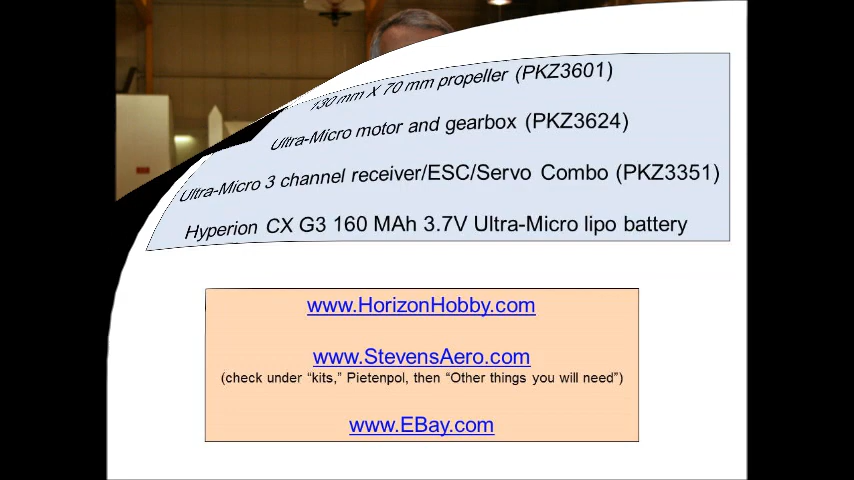 130 mm X 70 mm propeller (PKZ3601)
Ultra-Micro motor and gearbox (PKZ3624)
Ultra-Micro 3 channel receiver/ESC/Servo Combo (PKZ3351)
Hyperion CX G3 160 MAh 3.7V Ultra-Micro lipo battery
www.HorizonHobby.com
www.StevensAero.com
(check under “kits,” Pietenpol, then “Other things you will need”)
www.EBay.com